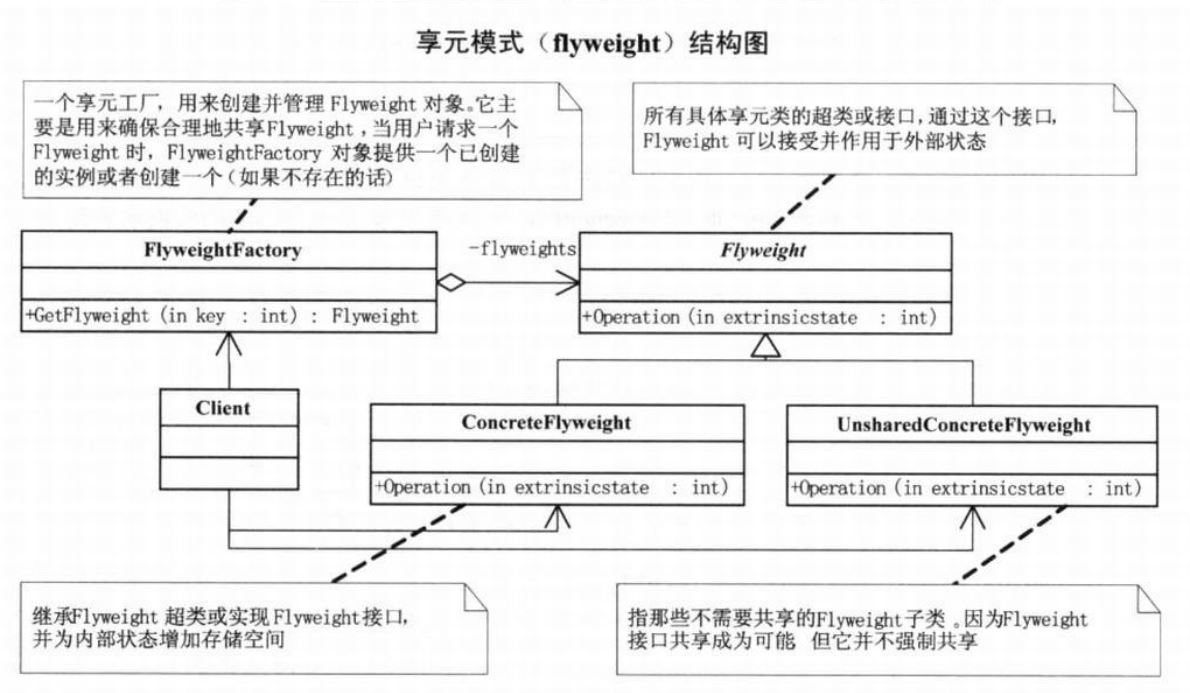 享元模式（flyweight）结构图
一个享元工厂，用来创建并管理 Flyweight 对象。它主
要是用来确保合理地共享Flyweight，当用户请求一个
Flyweight 时，FlyweightFactory 对象提供一个已创建
的实例或者创建一个（如果不存在的话）
所有具体享元类的超类或接口，通过这个接口，
Flyweight 可以接受并作用于外部状态
FlyweightFactory
+GetFlyweight (in key : int) : Flyweight
-flyweights
Flyweight
+Operation (in extrinsicstate : int)
Client
ConcreteFlyweight
+Operation (in extrinsicstate : int)
UnsharedConcreteFlyweight
+Operation (in extrinsicstate : int)
继承Flyweight 超类或实现 Flyweight接口，
并为内部状态增加存储空间
指那些不需要共享的Flyweight 子类 。因为Flyweight
接口共享成为可能 但它并不强制共享